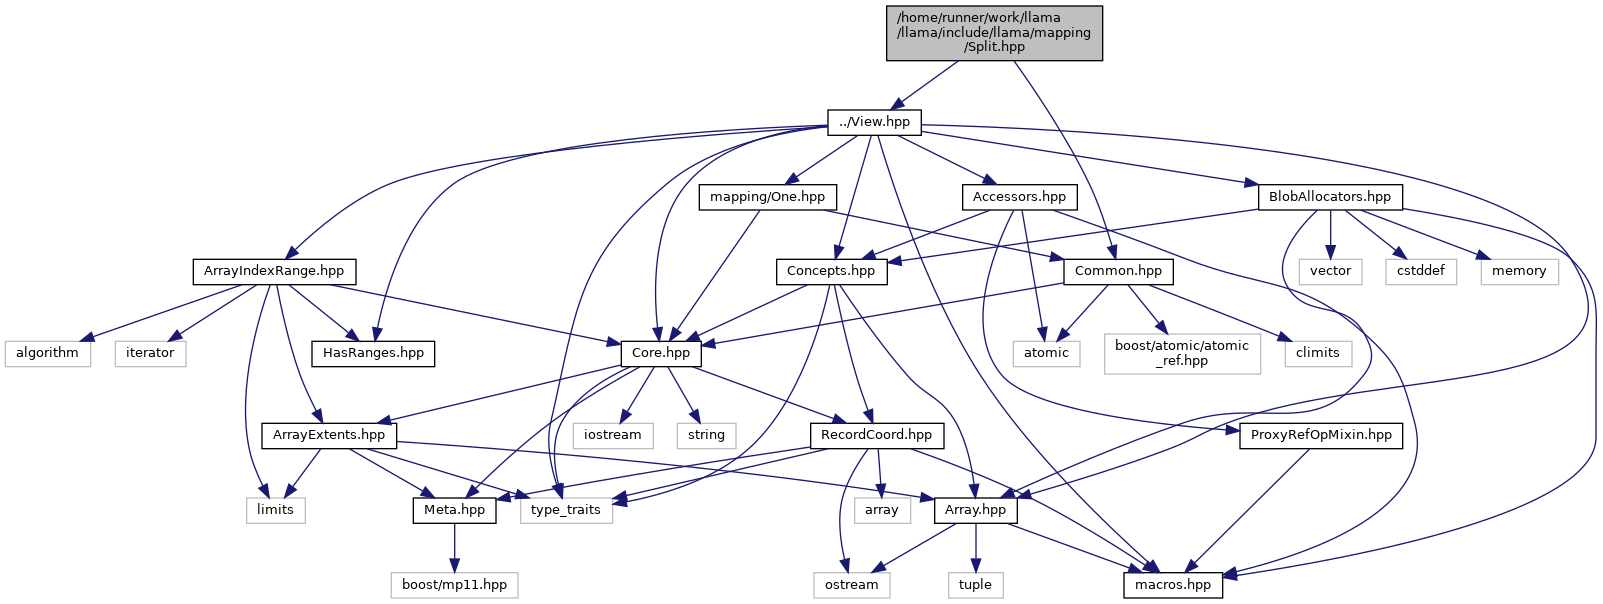 /home/runner/work/llama
/llama/include/llama/mapping
/Split.hpp
../View.hpp
mapping/One.hpp
Accessors.hpp
BlobAllocators.hpp
ArrayIndexRange.hpp
Concepts.hpp
Common.hpp
vector
cstddef
memory
algorithm
iterator
HasRanges.hpp
Core.hpp
atomic
boost/atomic/atomic
_ref.hpp
climits
ArrayExtents.hpp
iostream
string
RecordCoord.hpp
ProxyRefOpMixin.hpp
limits
Meta.hpp
type_traits
array
Array.hpp
boost/mp11.hpp
ostream
tuple
macros.hpp